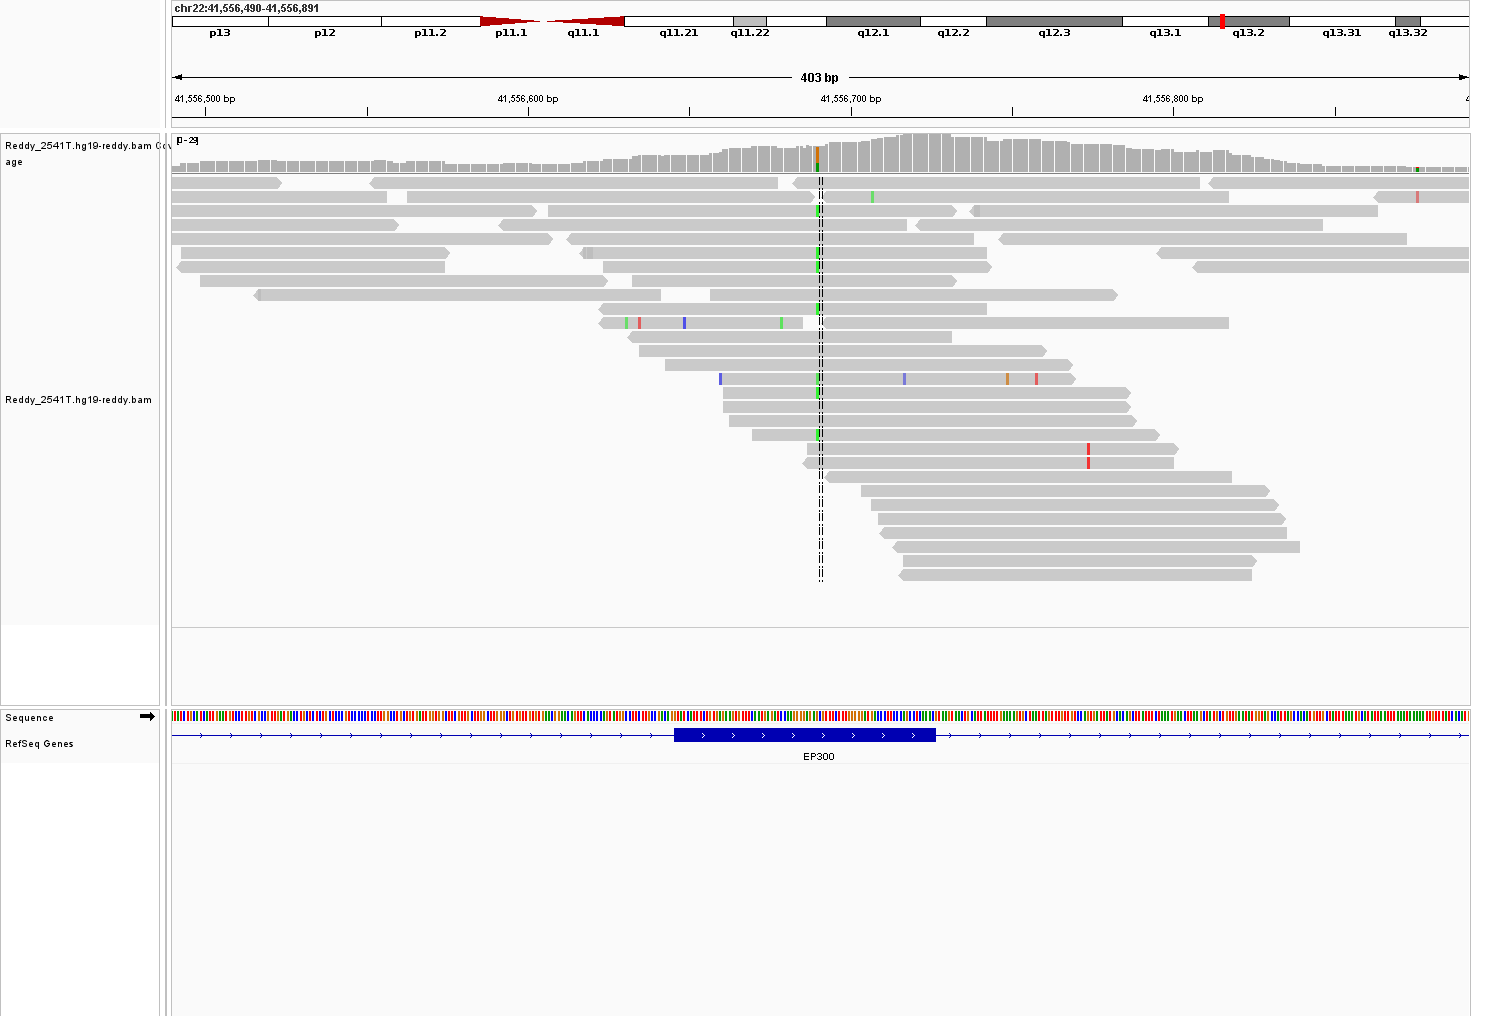 chr22:41,556,490-41,556,891
p13 p12 p11.2 p11.1 q11.1 q11.21 q11.22 q12.1 q12.2 q12.3 q13.1 q13.2 q13.31 q13.32
403 bp
41,556,500 bp 41,556,600 bp 41,556,700 bp 41,556,800 bp
Reddy_2541T.hg19-reddy.bam Cov
age
[0-29]
Reddy_2541T.hg19-reddy.bam
Sequence
RefSeq Genes
EP300